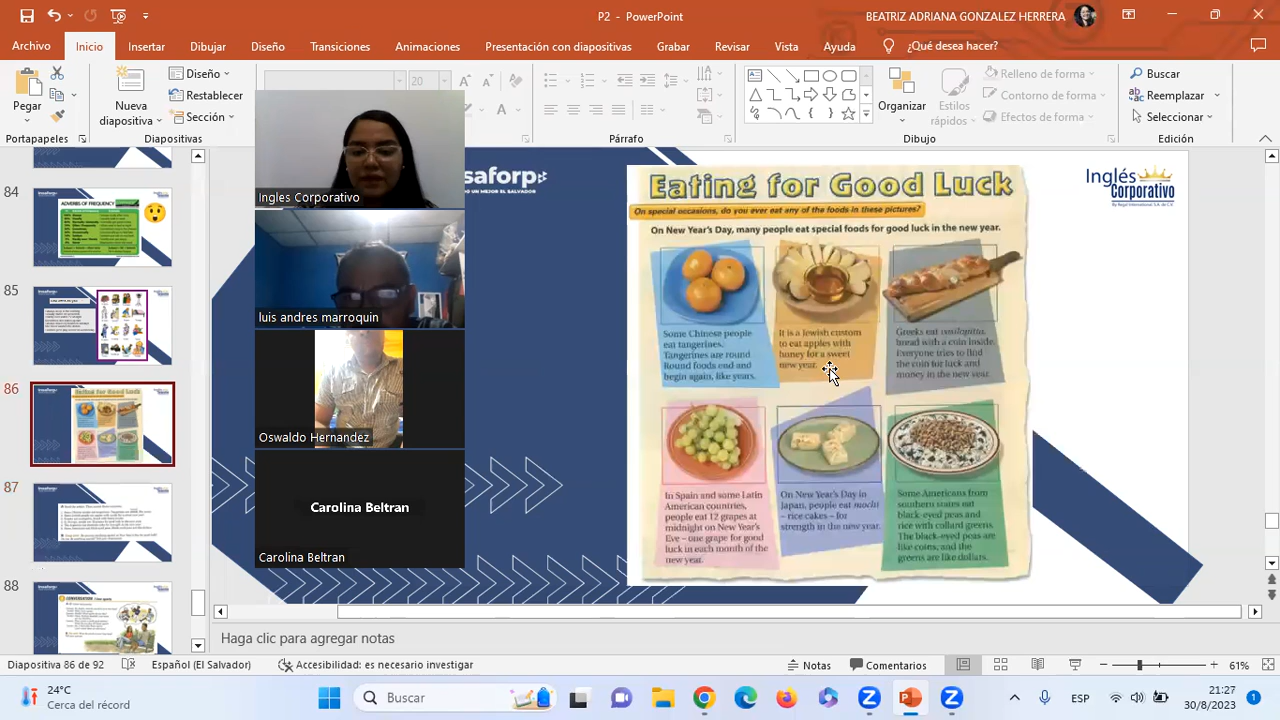 P2 - PowerPoint
BEATRIZ ADRIANA GONZALEZ HERRERA
Archivo
Inicio
Insertar
Dibujar
Diseño
Transiciones
Animaciones
Presentación con diapositivas
Grabar
Revisar
Vista
Ayuda
¿Qué desea hacer?
Pegar
Portapapeles
Nueva
diapositiva
Diseño
Restablecer
Sección
Diapositivas
20
Párrafo
Organizar
Estilos
rápidos
Relleno de forma
Contorno de forma
Efectos de forma
Dibujo
Buscar
Reemplazar
Seleccionar
Edición
84
ADVERBS OF FREQUENCY
85
87
88
CONVERSATION
Ingles Corporativo
luis andres marroquin
Oswaldo Hernandez
Carolina Beltran
Carolina Beltran
saforp
Inglés
Corporativo
Eating for Good Luck
On special occasions, do you ever eat any of the foods in these pictures?
On New Year's Day, many people eat special foods for good luck in the new year.
Some Chinese people
eat tangerines.
Tangerines are round
Round foods end and
begin again, like years.
It is a Jewish custom
to eat apples with
honey for a sweet
new year.
Greeks eat vasilopitta,
bread with a coin inside.
Everyone tries to find
the coin for luck and
money in the new year.
In Spain and some Latin
American countries,
people eat 12 grapes at
midnight on New Year's
Eve – one grape for good
luck in each month of the
new year.
On New Year's Day in
Japan, people eat mochi
– rice cakes – for
strength in the new year.
Some Americans from
southern states eat
black-eyed peas and
rice with collard greens.
The black-eyed peas are
like coins, and the
greens are like dollars.
Haga clic para agregar notas
Diapositiva 86 de 92
Español (El Salvador)
Accesibilidad: es necesario investigar
Notas
Comentarios
61%
24°C
Cerca del récord
Buscar
ESP
21:27
30/8/2023
1